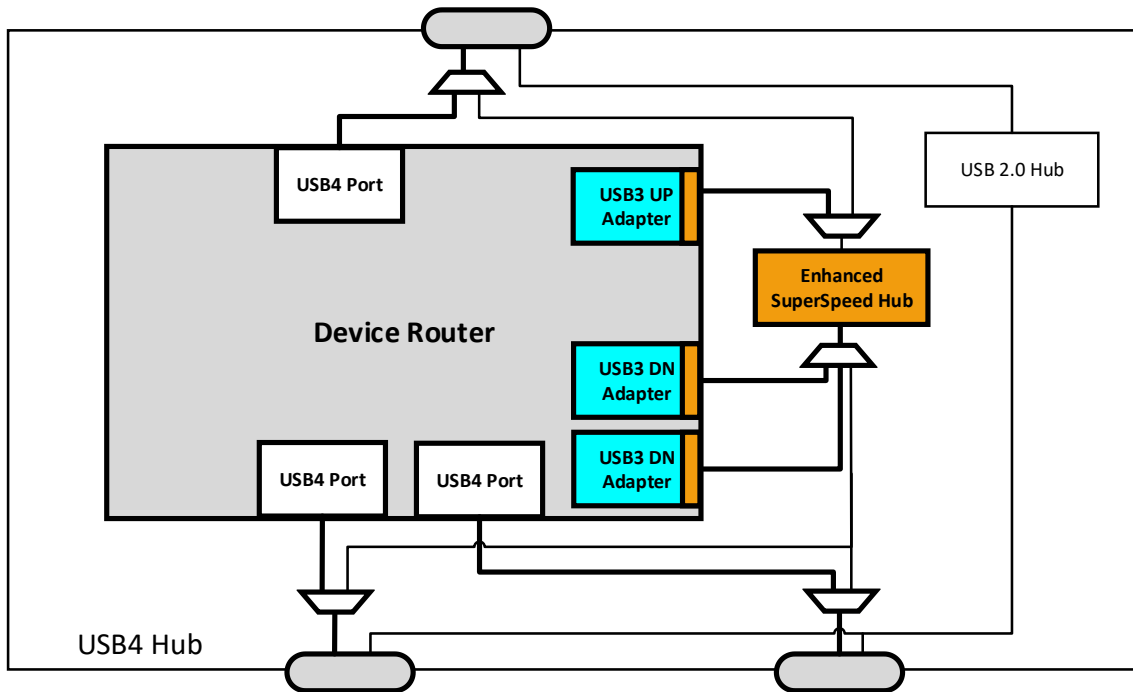 USB4 Port
USB3 UP
Adapter
USB 2.0 Hub
Enhanced
SuperSpeed Hub
Device Router
USB3 DN
Adapter
USB4 Port
USB4 Port
USB3 DN
Adapter
USB4 Hub